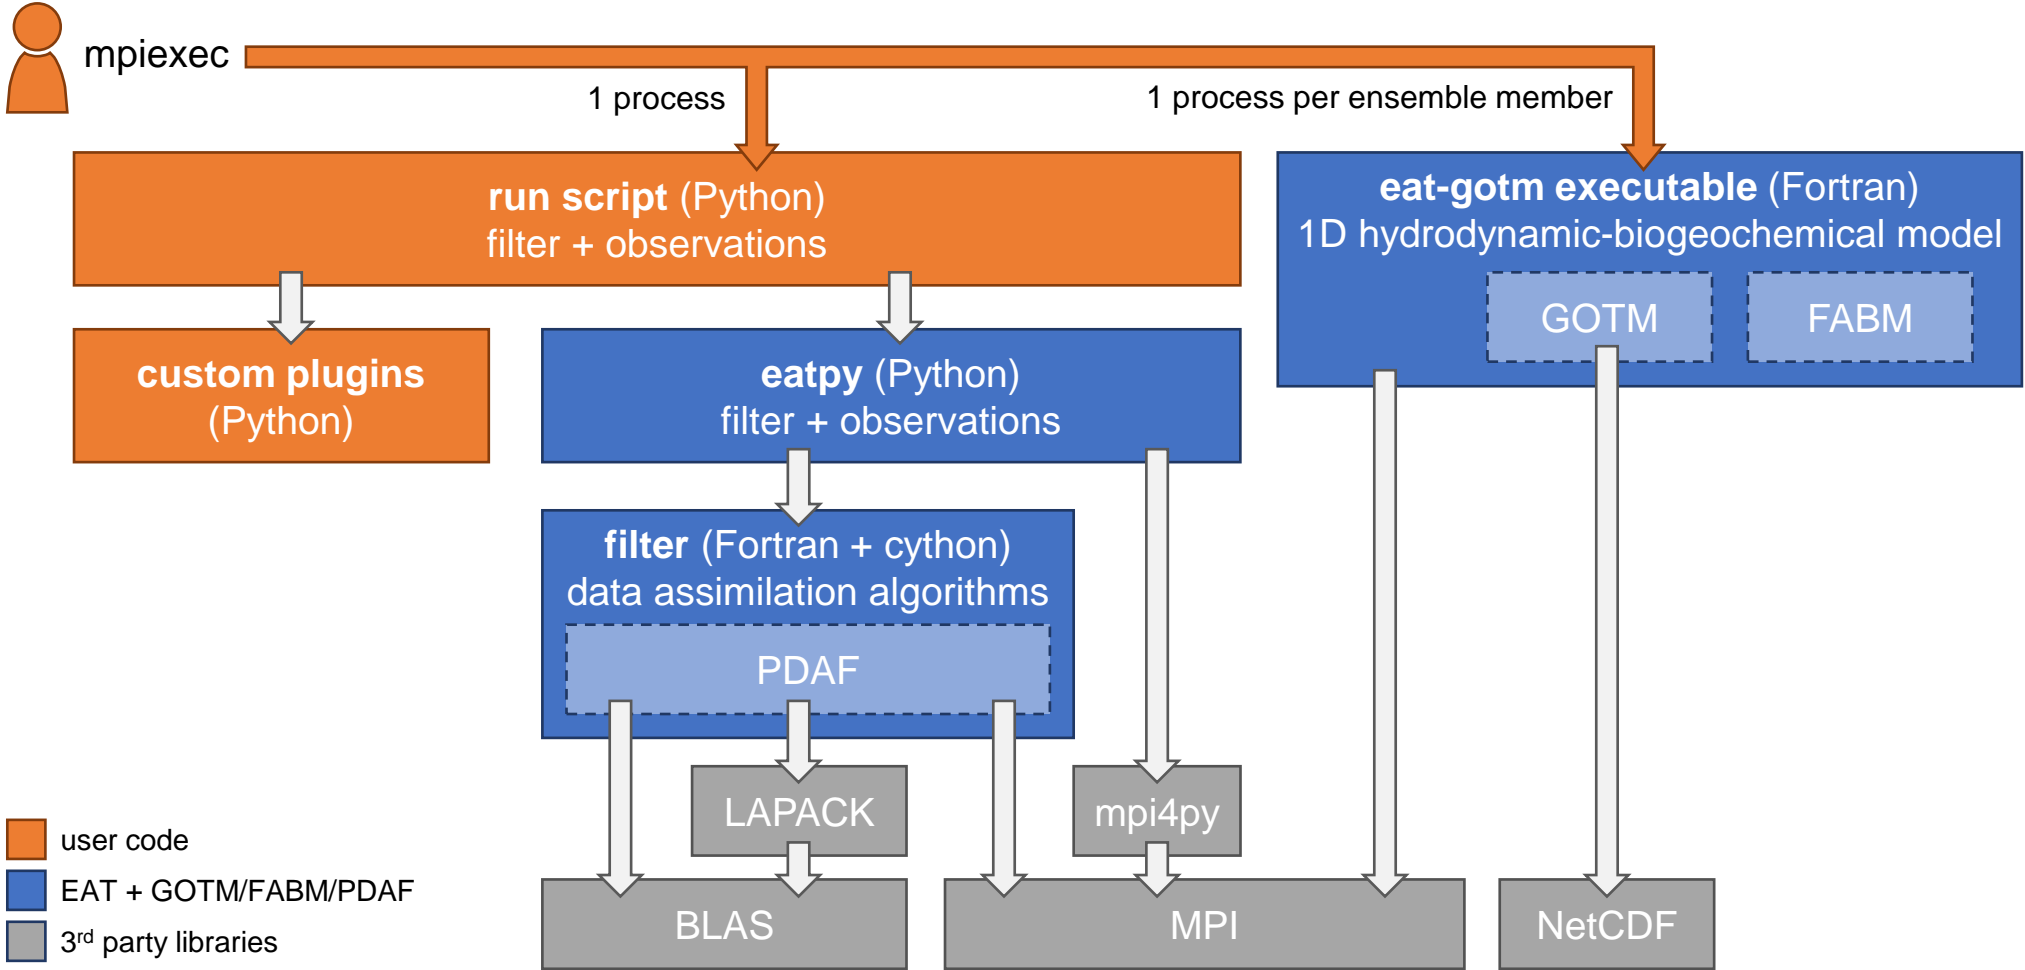 mpiexec
1 process
1 process per ensemble member
run script (Python)
filter + observations
eat-gotm executable (Fortran)
1D hydrodynamic-biogeochemical model
GOTM
FABM
custom plugins
(Python)
eatpy (Python)
filter + observations
filter (Fortran + cython)
data assimilation algorithms
PDAF
LAPACK
mpi4py
BLAS
MPI
NetCDF
user code
EAT + GOTM/FABM/PDAF
3rd party libraries